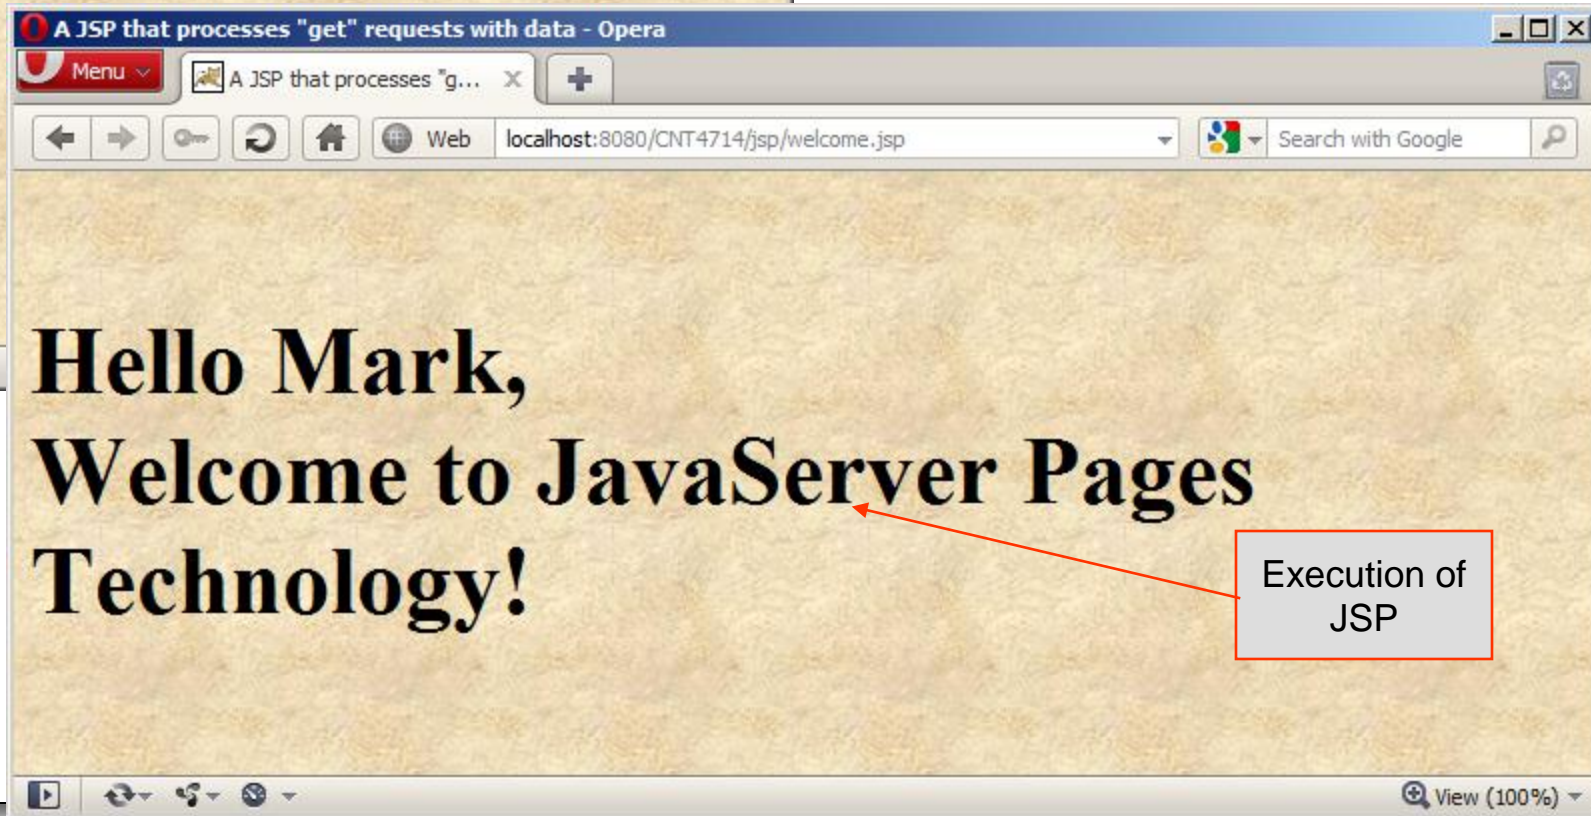 A JSP that processes "get" requests with data - Opera
Menu
A JSP that processes "g...
Web
localhost:8080/CNT4714/jsp/welcome.jsp
Search with Google
Hello Mark,
Welcome to JavaServer Pages
Technology!
Execution of
JSP
View (100%)